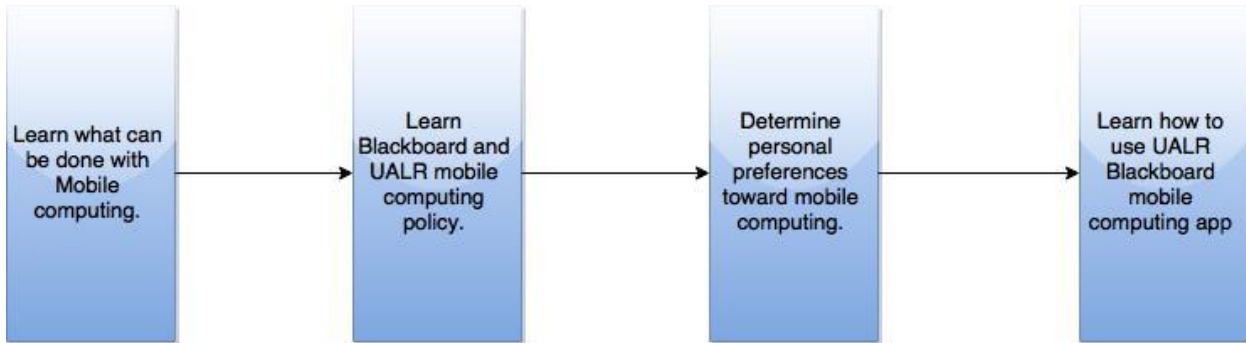 Learn what can
be done with
Mobile
computing.
Learn
Blackboard and
UALR mobile
computing
policy.
Determine
personal
preferences
toward mobile
computing.
Learn how to
use UALR
Blackboard
mobile
computing app